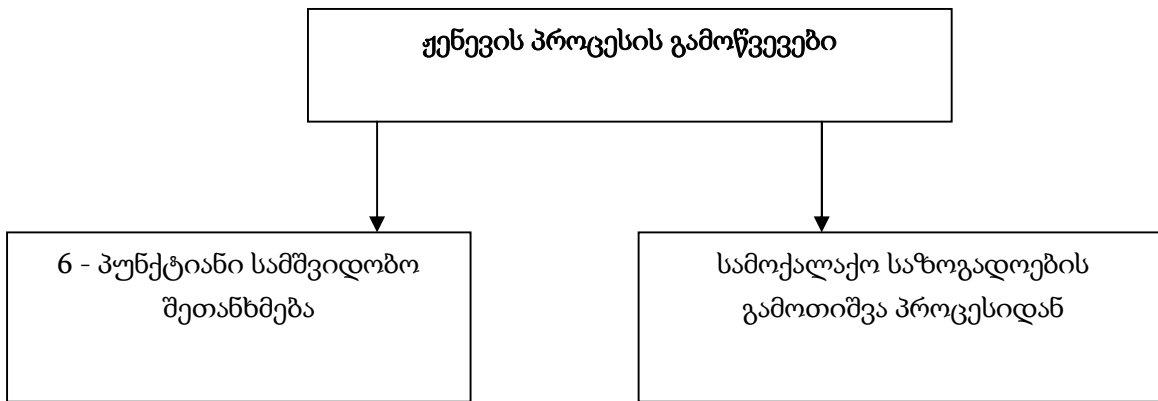 ჟენევის პროცესის გამოწვევები
6 - პუნქტიანი სამშვიდობო
შეთანხმება
სამოქალაქო საზოგადოების
გამოთიშვა პროცესიდან